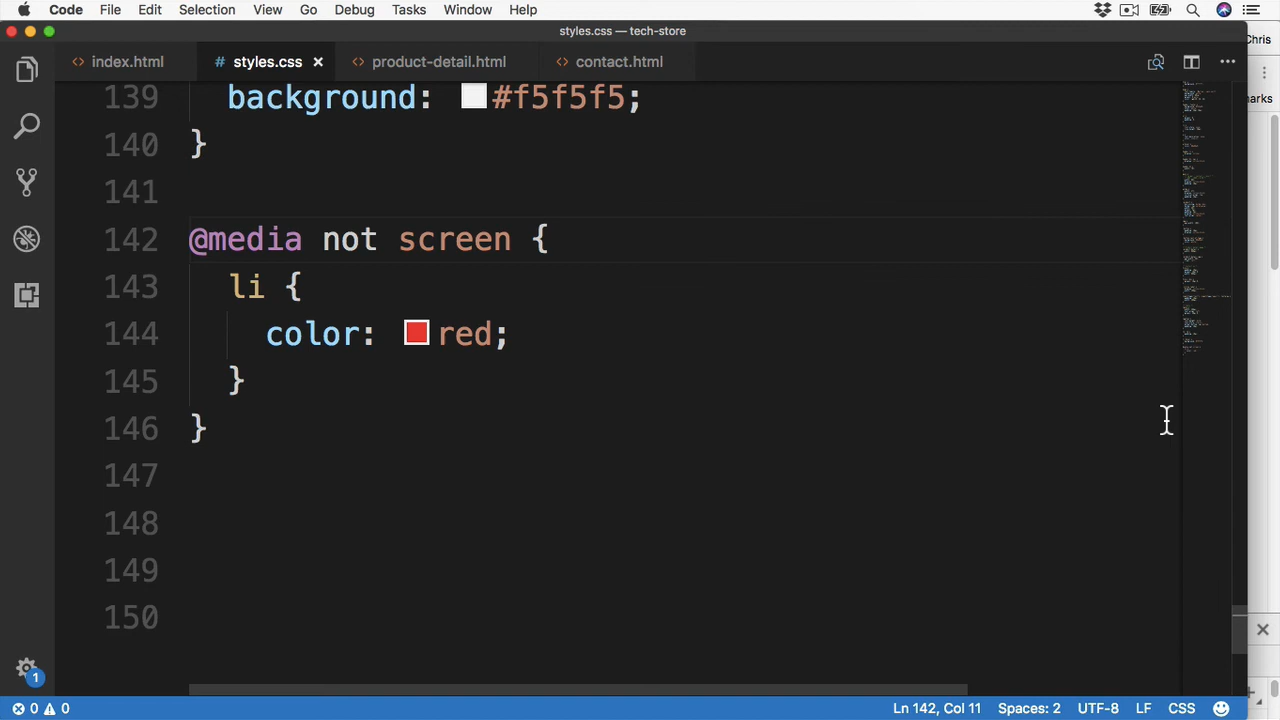 Code File Edit Selection View Go Debug Tasks Window Help
styles.css — tech-store
Chris
<> index.html # styles.css × <> product-detail.html <> contact.html
marks
139 background: #f5f5f5;
140 }
141
142 @media not screen {
143 li {
144 color: red;
145 }
146 }
147
148
149
150
1
0 0 Ln 142, Col 11 Spaces: 2 UTF-8 LF CSS